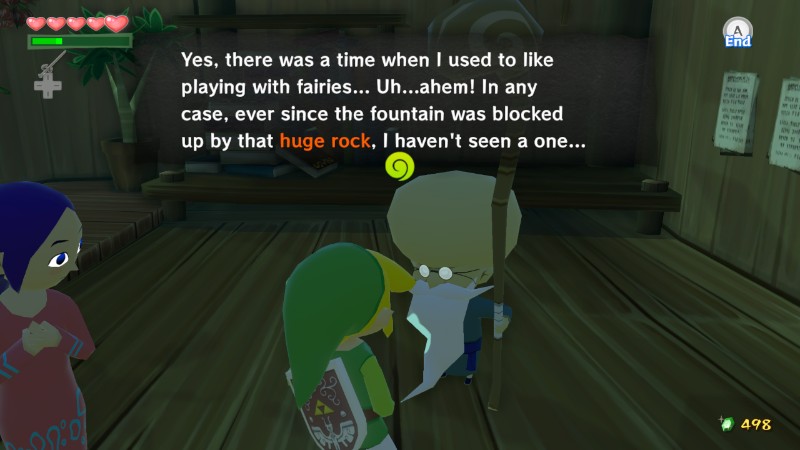 A
End
Yes, there was a time when I used to like
playing with fairies... Uh...ahem! In any
case, ever since the fountain was blocked
up by that huge rock, I haven't seen a one...
498